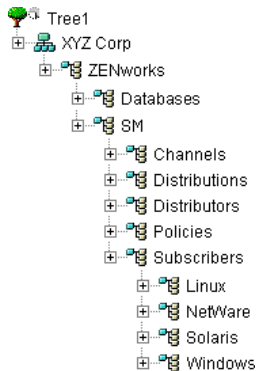 Tree1
XYZ Corp
ZENworks
Databases
SM
Channels
Distributions
Distributors
Policies
Subscribers
Linux
NetWare
Solaris
Windows